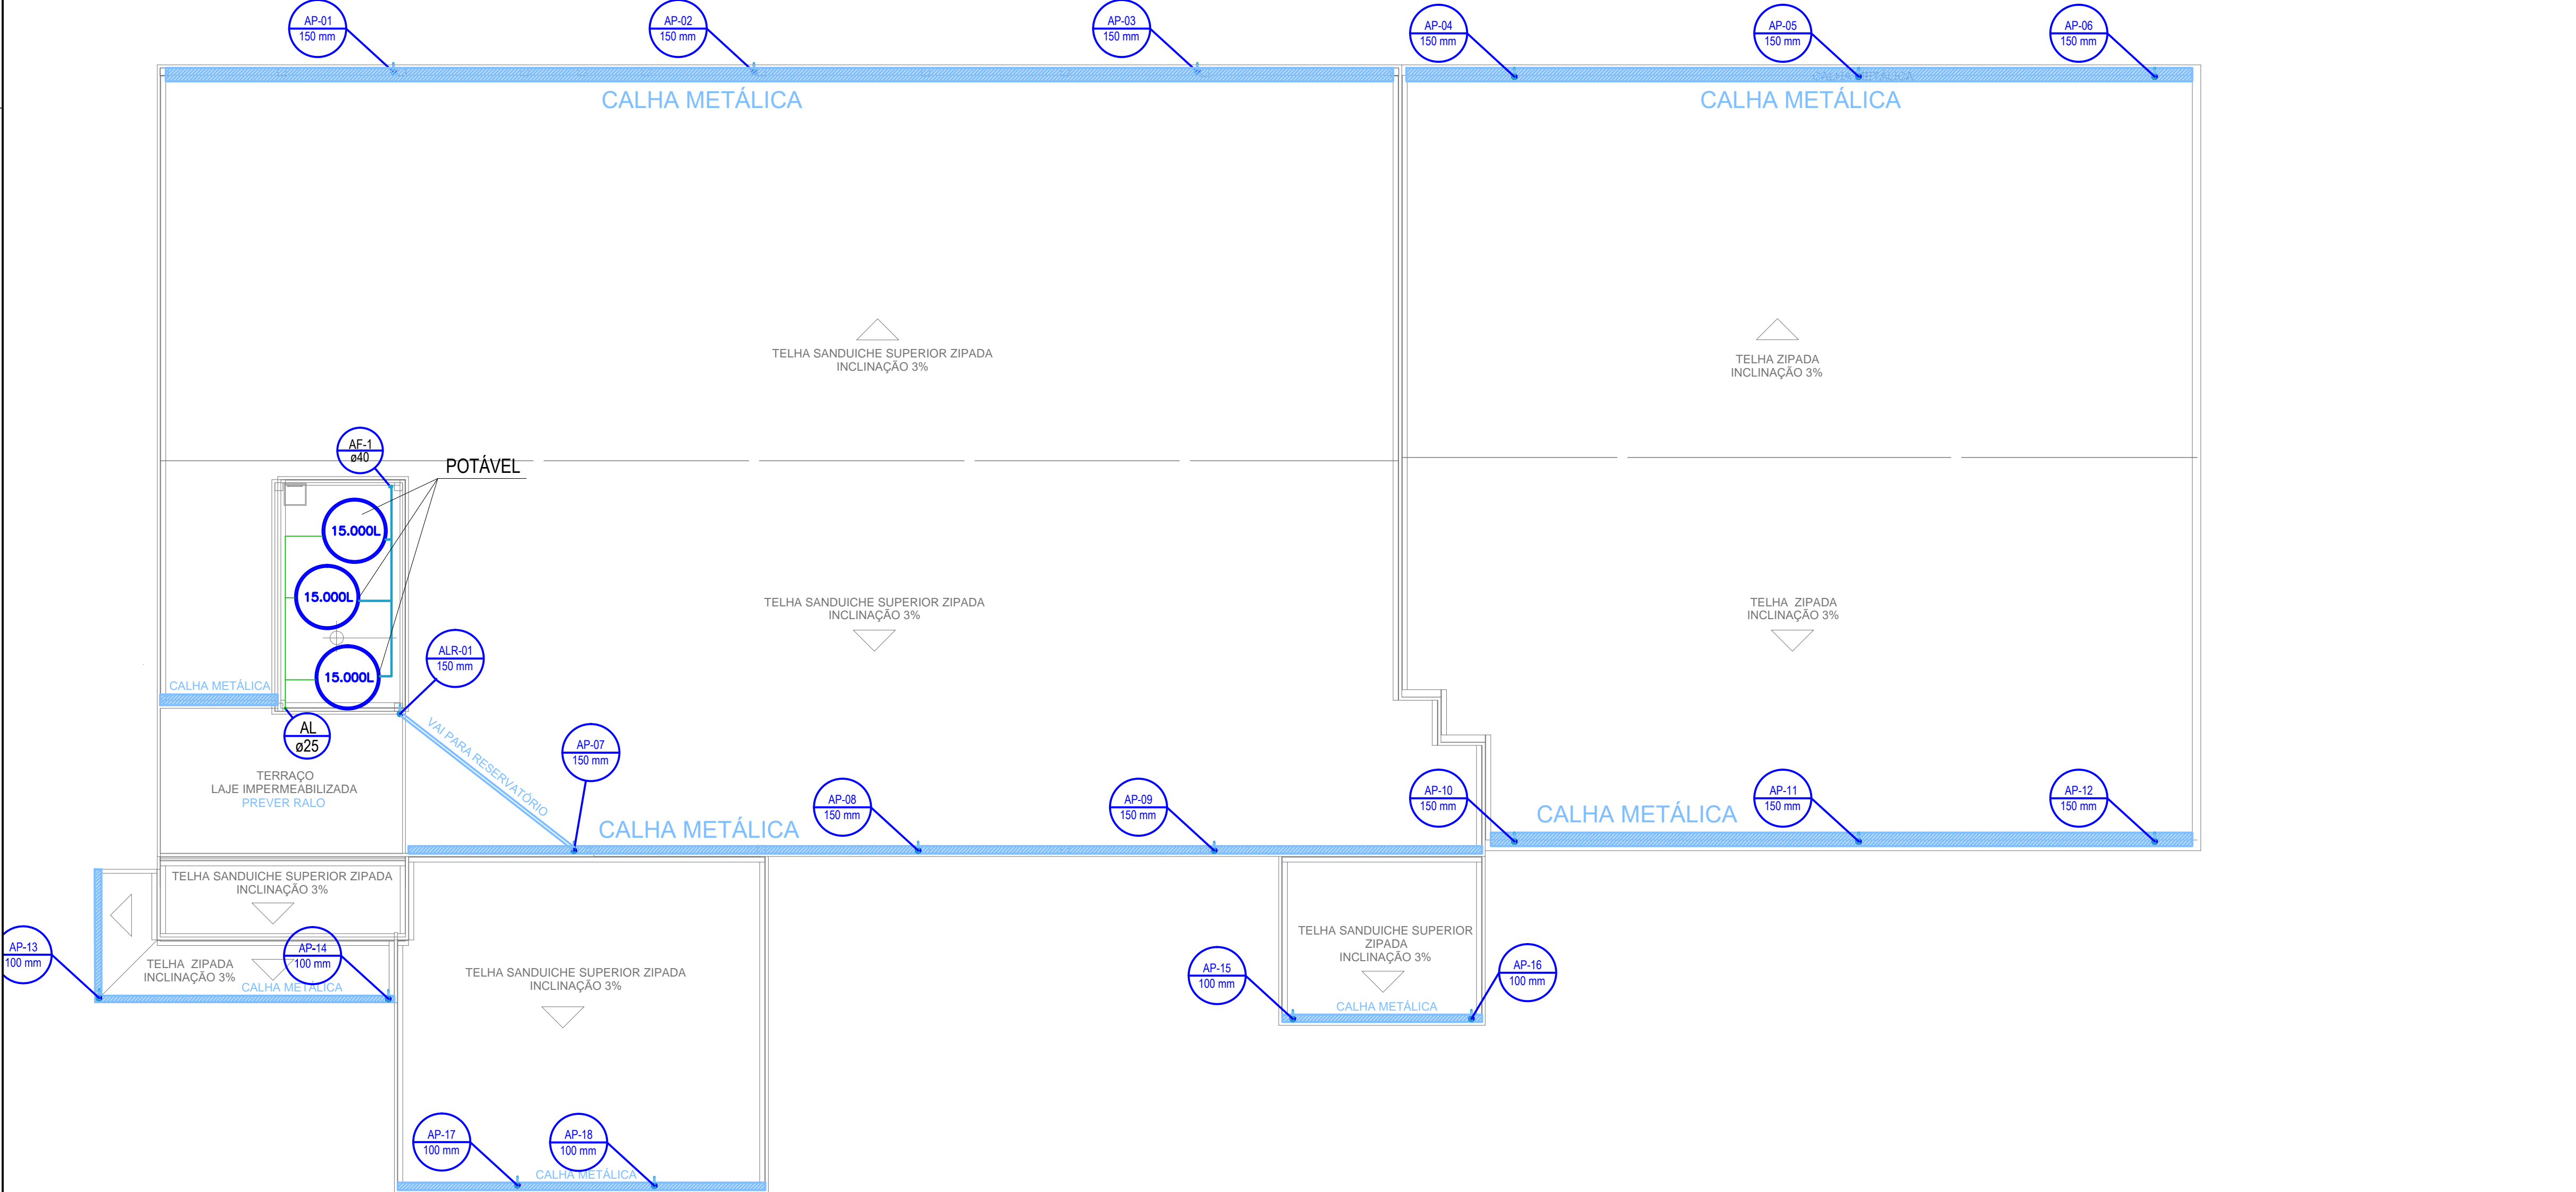 AP-01
150 mm
AP-02
150 mm
AP-03
150 mm
AP-04
150 mm
AP-05
150 mm
AP-06
150 mm
CALHA METÁLICA
CALHA METÁLICA
CALHA METÁLICA
TELHA SANDUICHE SUPERIOR ZIPADA
INCLINAÇÃO 3%
TELHA ZIPADA
INCLINAÇÃO 3%
AF-1
ø40
POTÁVEL
15.000L
15.000L
15.000L
TELHA SANDUICHE SUPERIOR ZIPADA
INCLINAÇÃO 3%
TELHA ZIPADA
INCLINAÇÃO 3%
ALR-01
150 mm
CALHA METÁLICA
AL
ø25
VAI PARA RESERVATÓRIO
AP-07
150 mm
TERRAÇO
LAJE IMPERMEABILIZADA
PREVER RALO
AP-08
150 mm
AP-09
150 mm
AP-10
150 mm
AP-11
150 mm
AP-12
150 mm
CALHA METÁLICA
CALHA METÁLICA
TELHA SANDUICHE SUPERIOR ZIPADA
INCLINAÇÃO 3%
AP-13
100 mm
AP-14
100 mm
TELHA ZIPADA
INCLINAÇÃO 3%
CALHA METÁLICA
TELHA SANDUICHE SUPERIOR ZIPADA
INCLINAÇÃO 3%
TELHA SANDUICHE SUPERIOR
ZIPADA
INCLINAÇÃO 3%
AP-15
100 mm
AP-16
100 mm
CALHA METÁLICA
AP-17
100 mm
AP-18
100 mm
CALHA METÁLICA